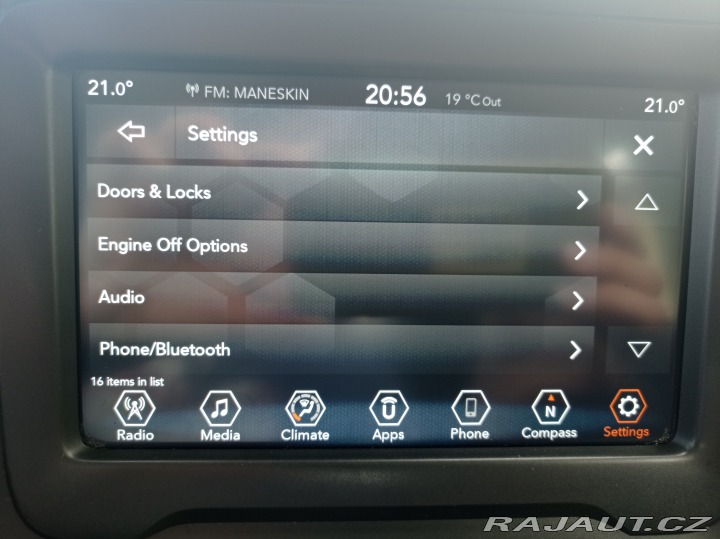 21.0° FM: MANESKIN 20:56 19 °C Out 21.0°
Settings
Doors & Locks
Engine Off Options
Audio
Phone/Bluetooth
16 items in list
Radio Media Climate Apps Phone Compass Settings
U N
RAJAUT.CZ